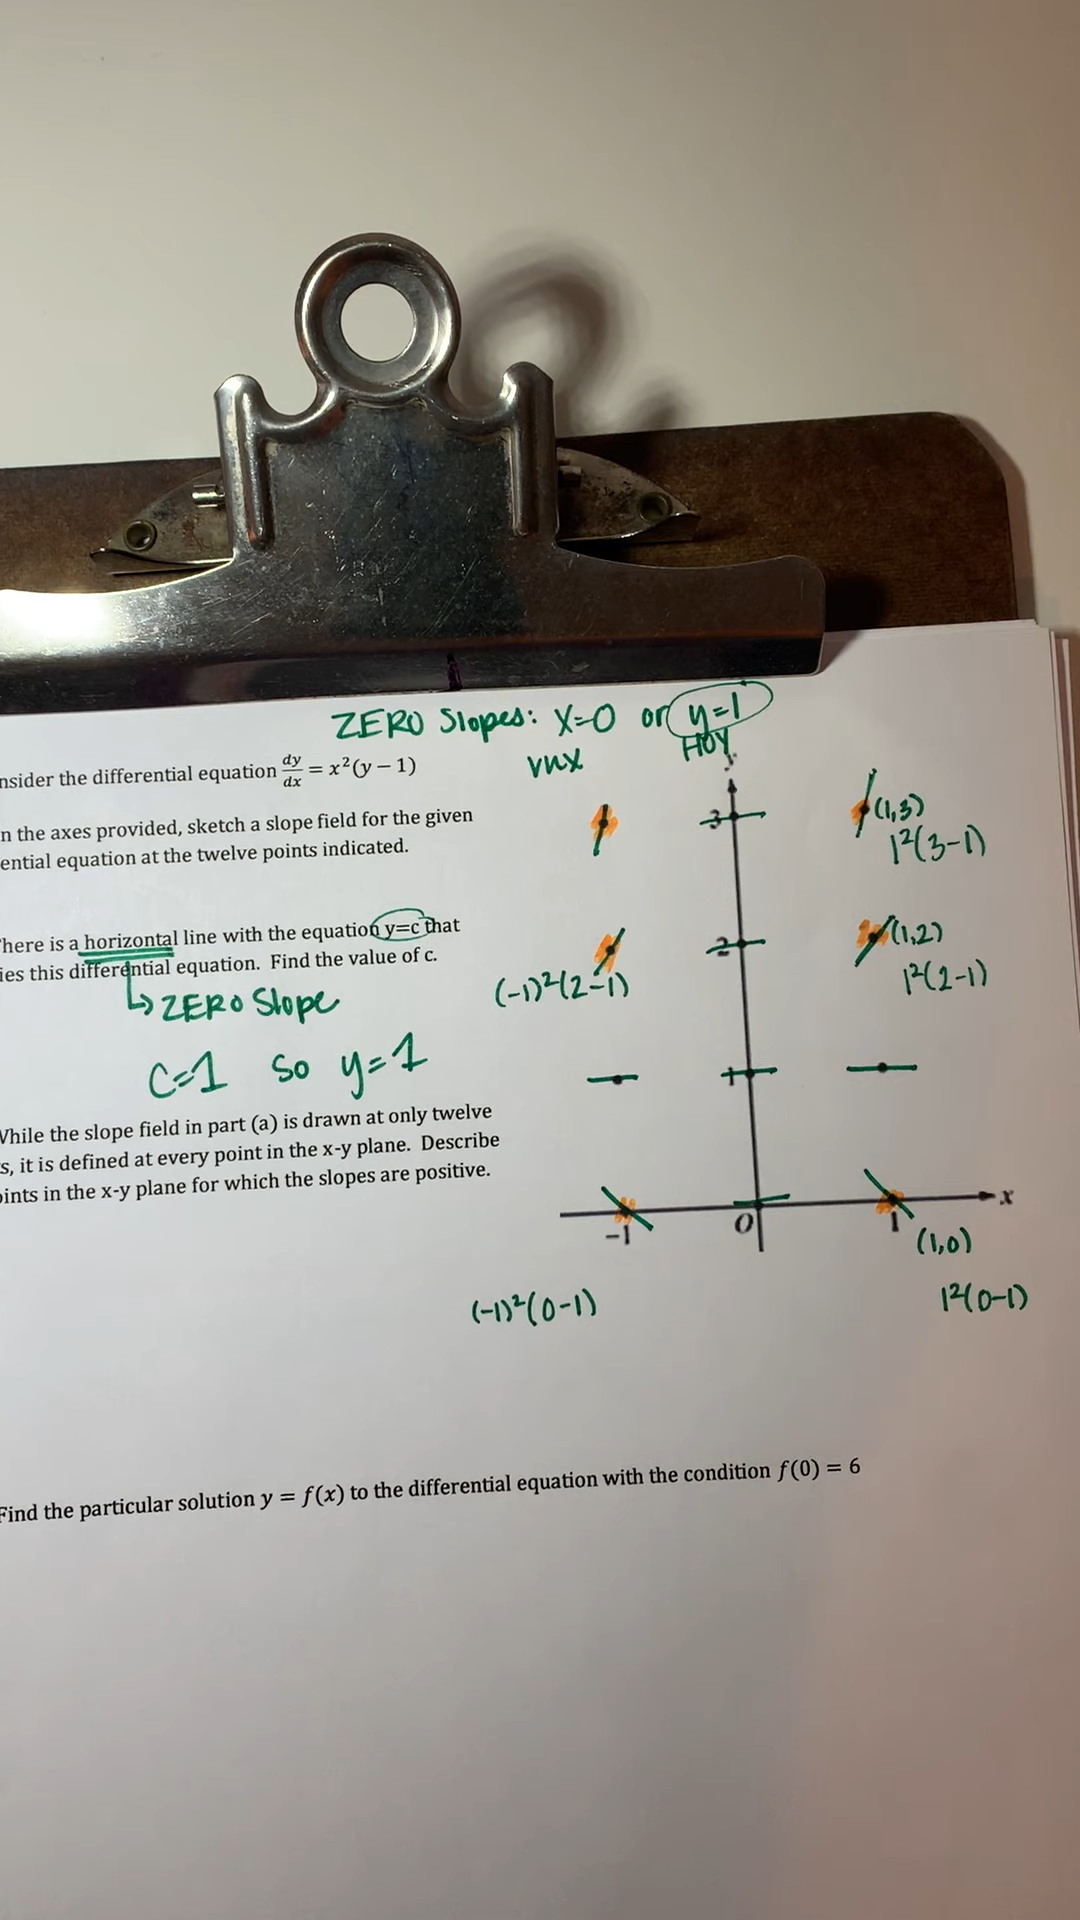 ZERO Slopes: x=0 or y=1
VUX HOY
nsider the differential equation dy/dx = x²(y − 1)
n the axes provided, sketch a slope field for the given
ential equation at the twelve points indicated.
here is a horizontal line with the equation y=c that
ies this differential equation. Find the value of c.
↳ ZERO Slope
C=1 so y=1
While the slope field in part (a) is drawn at only twelve
s, it is defined at every point in the x-y plane. Describe
oints in the x-y plane for which the slopes are positive.
3
(1,3)
1²(3-1)
2
(1,2)
1²(2-1)
(-1)²(2-1)
1
x
-1
O
1
(1,0)
(-1)²(0-1)
1²(0-1)
Find the particular solution y = f(x) to the differential equation with the condition f(0) = 6